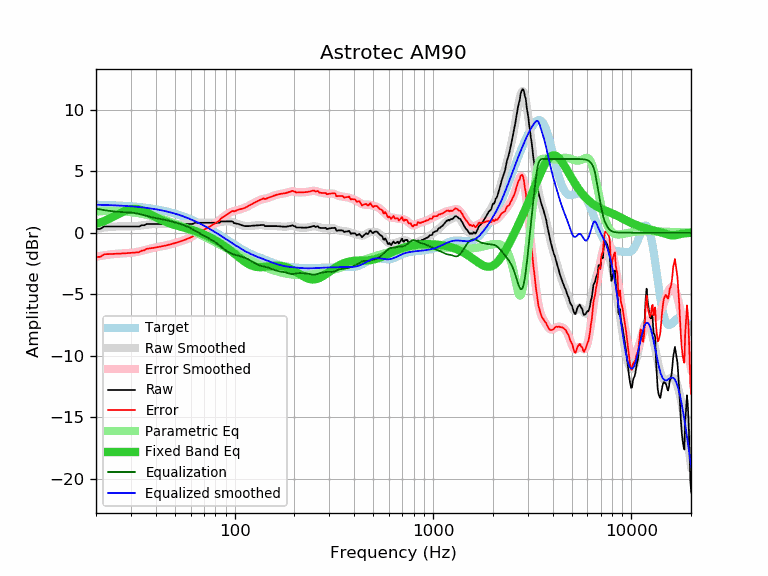 Astrotec AM90
Amplitude (dBr)
10
5
0
−5
−10
−15
−20
Target
Raw Smoothed
Error Smoothed
Raw
Error
Parametric Eq
Fixed Band Eq
Equalization
Equalized smoothed
100
1000
10000
Frequency (Hz)